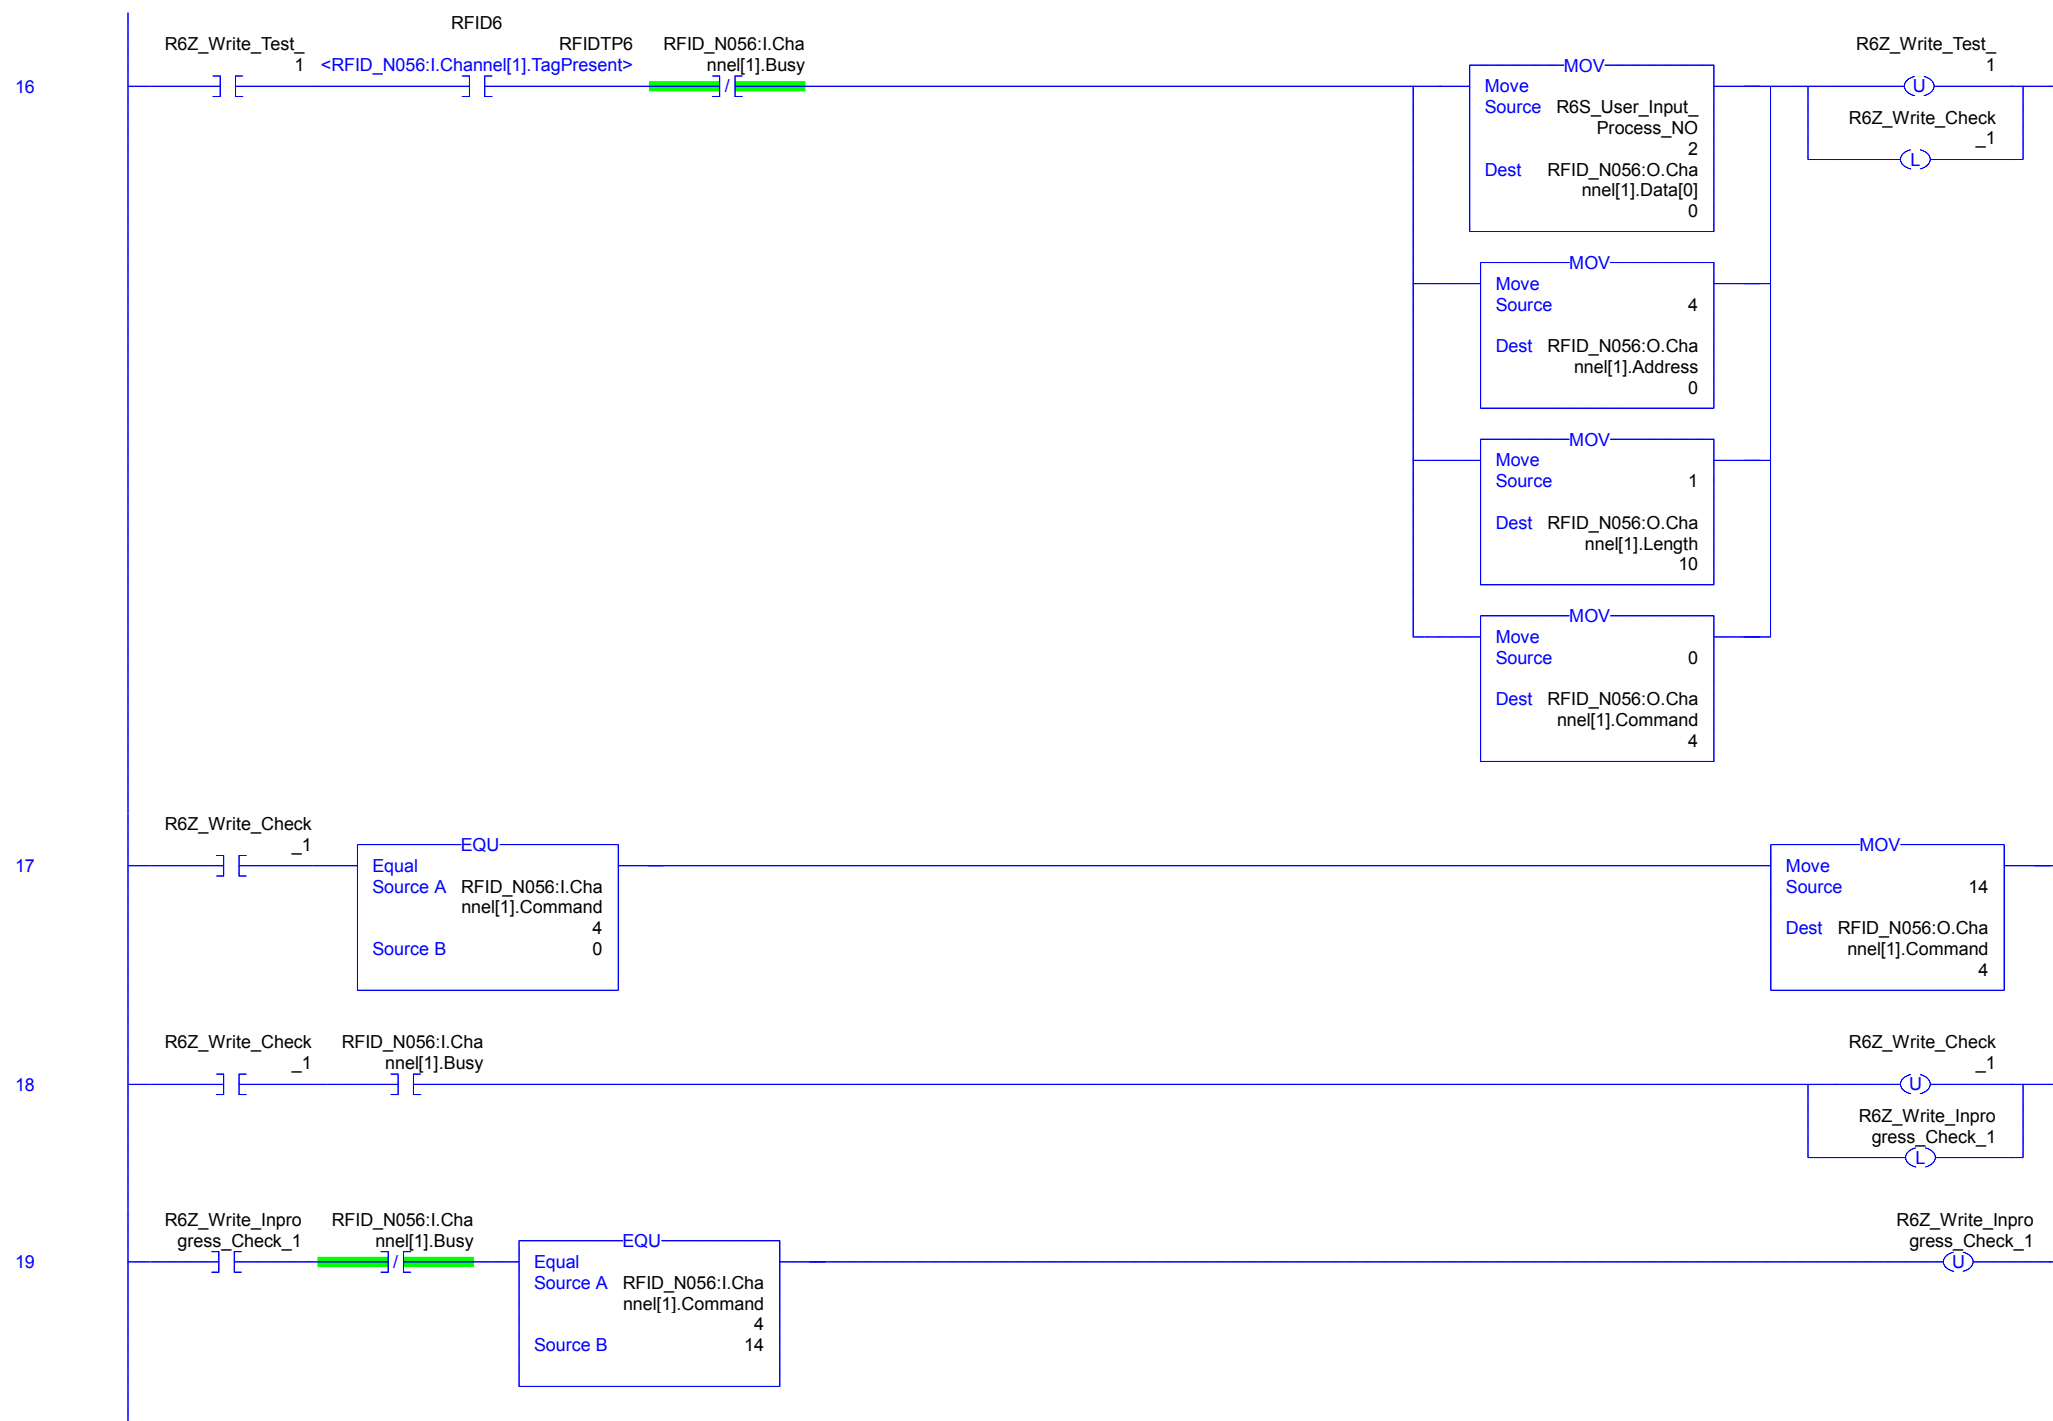 RFID6
R6Z_Write_Test_ RFIDTP6 RFID_N056:I.Cha
1 <RFID_N056:I.Channel[1].TagPresent> nnel[1].Busy
16
MOV
Move
Source R6S_User_Input_
Process_NO
2
Dest RFID_N056:O.Cha
nnel[1].Data[0]
0
R6Z_Write_Test_
1
U
R6Z_Write_Check
_1
L
MOV
Move
Source 4
Dest RFID_N056:O.Cha
nnel[1].Address
0
MOV
Move
Source 1
Dest RFID_N056:O.Cha
nnel[1].Length
10
MOV
Move
Source 0
Dest RFID_N056:O.Cha
nnel[1].Command
4
17
R6Z_Write_Check
_1
EQU
Equal
Source A RFID_N056:I.Cha
nnel[1].Command
4
Source B 0
MOV
Move
Source 14
Dest RFID_N056:O.Cha
nnel[1].Command
4
18
R6Z_Write_Check RFID_N056:I.Cha
_1 nnel[1].Busy
R6Z_Write_Check
_1
U
R6Z_Write_Inpro
gress_Check_1
L
19
R6Z_Write_Inpro RFID_N056:I.Cha
gress_Check_1 nnel[1].Busy
/
EQU
Equal
Source A RFID_N056:I.Cha
nnel[1].Command
4
Source B 14
R6Z_Write_Inpro
gress_Check_1
U